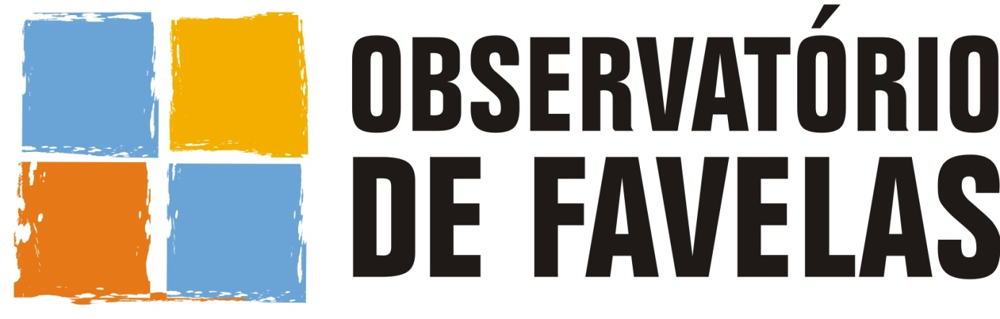 OBSERVATÓRIO
DE FAVELAS